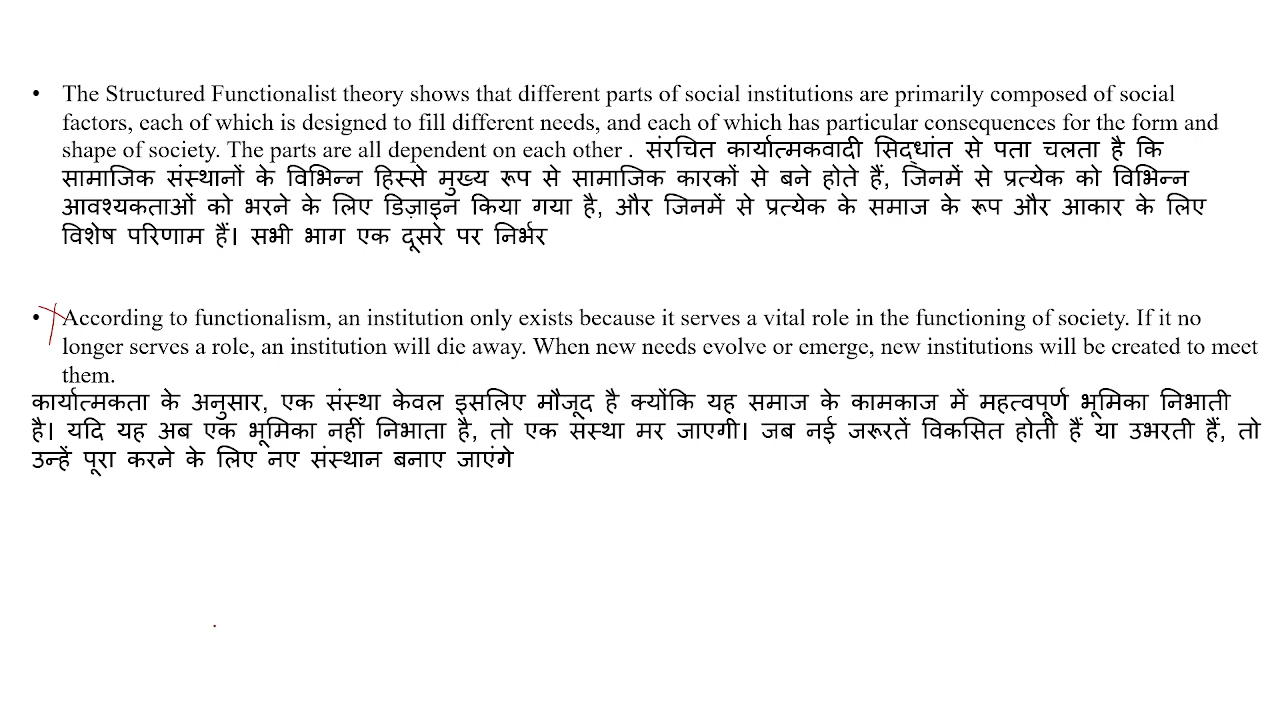 • The Structured Functionalist theory shows that different parts of social institutions are primarily composed of social
factors, each of which is designed to fill different needs, and each of which has particular consequences for the form and
shape of society. The parts are all dependent on each other . संरचित कार्यात्मकवादी सिद्धांत से पता चलता है कि
सामाजिक संस्थानों के विभिन्न हिस्से मुख्य रूप से सामाजिक कारकों से बने होते हैं, जिनमें से प्रत्येक को विभिन्न
आवश्यकताओं को भरने के लिए डिज़ाइन किया गया है, और जिनमें से प्रत्येक के समाज के रूप और आकार के लिए
विशेष परिणाम हैं। सभी भाग एक दूसरे पर निर्भर
• According to functionalism, an institution only exists because it serves a vital role in the functioning of society. If it no
longer serves a role, an institution will die away. When new needs evolve or emerge, new institutions will be created to meet
them.
कार्यात्मकता के अनुसार, एक संस्था केवल इसलिए मौजूद है क्योंकि यह समाज के कामकाज में महत्वपूर्ण भूमिका निभाती
है। यदि यह अब एक भूमिका नहीं निभाता है, तो एक संस्था मर जाएगी। जब नई जरूरतें विकसित होती हैं या उभरती हैं, तो
उन्हें पूरा करने के लिए नए संस्थान बनाए जाएंगे